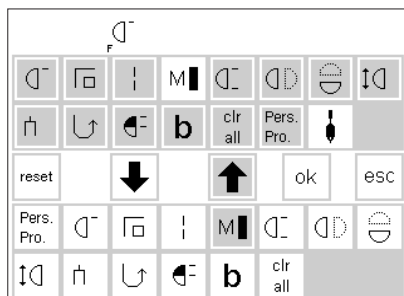 F
M
clr
all
Pers.
Pro.
b
reset
ok
esc
Pers.
Pro.
M
b
clr
all